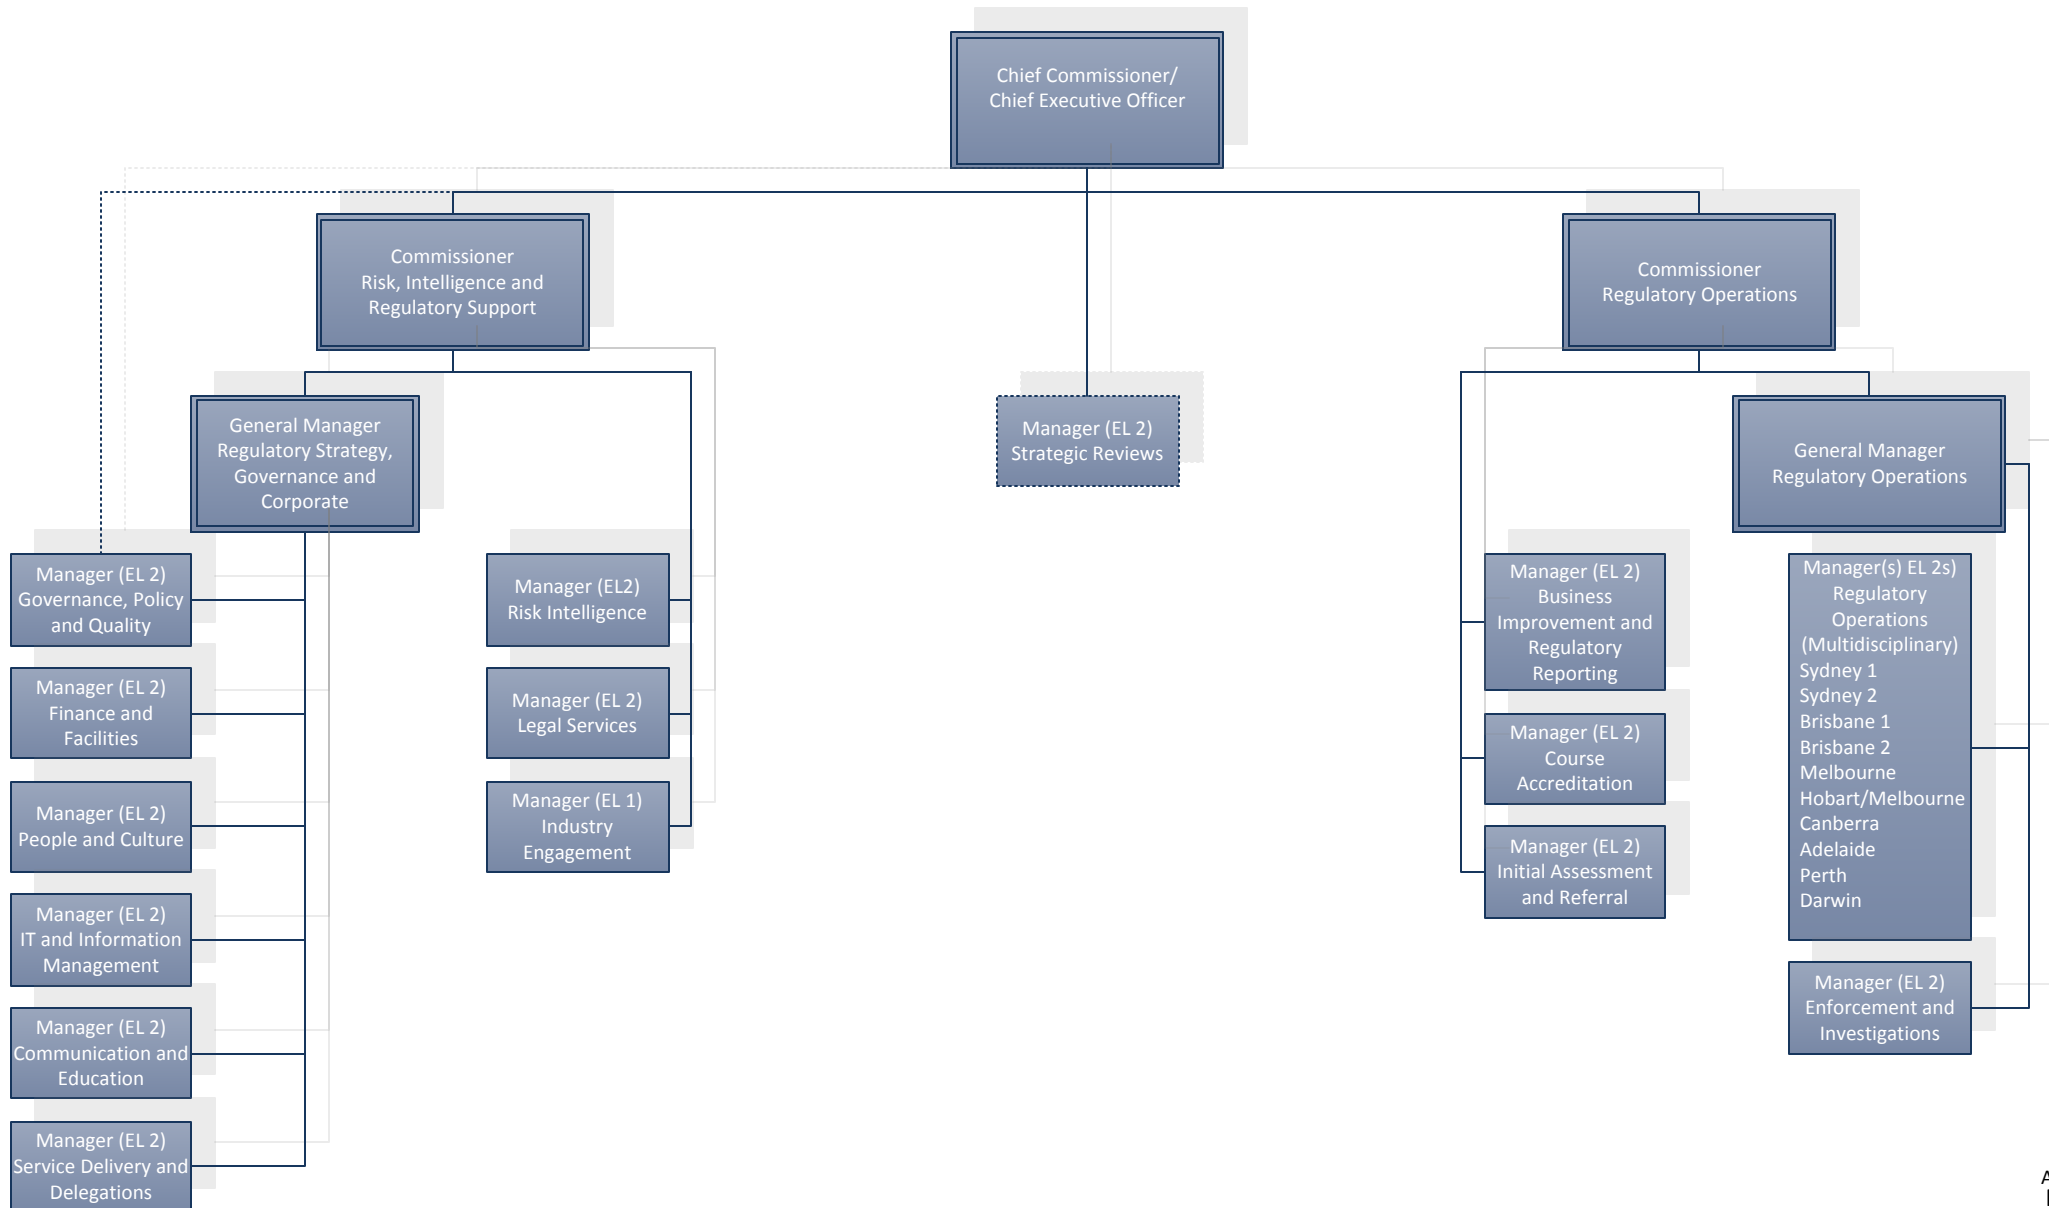 Chief Commissioner/
Chief Executive Officer
Commissioner
Risk, Intelligence and
Regulatory Support
Commissioner
Regulatory Operations
General Manager
Regulatory Strategy,
Governance and
Corporate
Manager (EL 2)
Strategic Reviews
General Manager
Regulatory Operations
Manager (EL 2)
Governance, Policy
and Quality
Manager (EL 2)
Finance and
Facilities
Manager (EL 2)
People and Culture
Manager (EL 2)
IT and Information
Management
Manager (EL 2)
Communication and
Education
Manager (EL 2)
Service Delivery and
Delegations
Manager (EL2)
Risk Intelligence
Manager (EL 2)
Legal Services
Manager (EL 1)
Industry
Engagement
Manager (EL 2)
Business
Improvement and
Regulatory
Reporting
Manager (EL 2)
Course
Accreditation
Manager (EL 2)
Initial Assessment
and Referral
Manager(s) EL 2s)
Regulatory
Operations
(Multidisciplinary)
Sydney 1
Sydney 2
Brisbane 1
Brisbane 2
Melbourne
Hobart/Melbourne
Canberra
Adelaide
Perth
Darwin
Manager (EL 2)
Enforcement and
Investigations